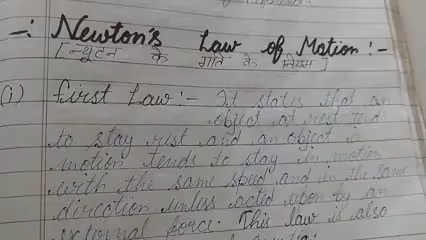 -: Newton's Law of Motion :-
[ न्यूटन के गति के नियम ]
(i) First Law :- It states that an
object at rest tend
to stay rest and an object in
motion tends to stay in motion
with the same speed and in the same
direction unless acted upon by an
external force. This law is also